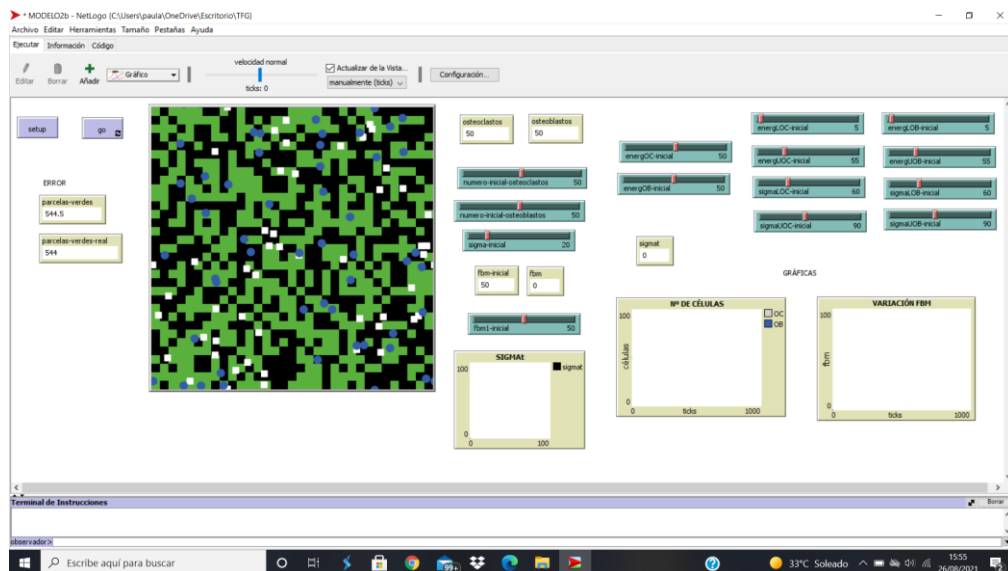 * MODELO2b - NetLogo {C:\Users\paula\OneDrive\Escritorio\TFG}
Archivo Editar Herramientas Tamaño Pestañas Ayuda
Ejecutar Información Código
Editar Borrar Añadir Gráfico
velocidad normal
ticks: 0
Actualizar de la Vista...
manualmente (ticks)
Configuración...
setup
go
ERROR
parcelas-verdes
544.5
parcelas-verdes-real
544
osteoclastos
50
osteoblastos
50
numero-inicial-osteoclastos 50
numero-inicial-osteoblastos 50
sigma-inicial 20
fbm-inicial
50
fbm
0
fbm1-inicial 50
SIGMAt
100
0
0 100
sigmat
energOC-inicial 50
energOB-inicial 50
sigmat
0
energLOC-inicial 5
energUOC-inicial 55
sigmaLOC-inicial 60
sigmaUOC-inicial 90
energLOB-inicial 5
energUOB-inicial 55
sigmaLOB-inicial 60
sigmaUOB-inicial 90
GRÁFICAS
Nº DE CÉLULAS
100
células
0
0 ticks 1000
OC
OB
VARIACIÓN FBM
100
fbm
0
0 ticks 1000
Terminal de Instrucciones
Borrar
observador>
Escribe aquí para buscar
99+
33°C Soleado
15:55
26/08/2021